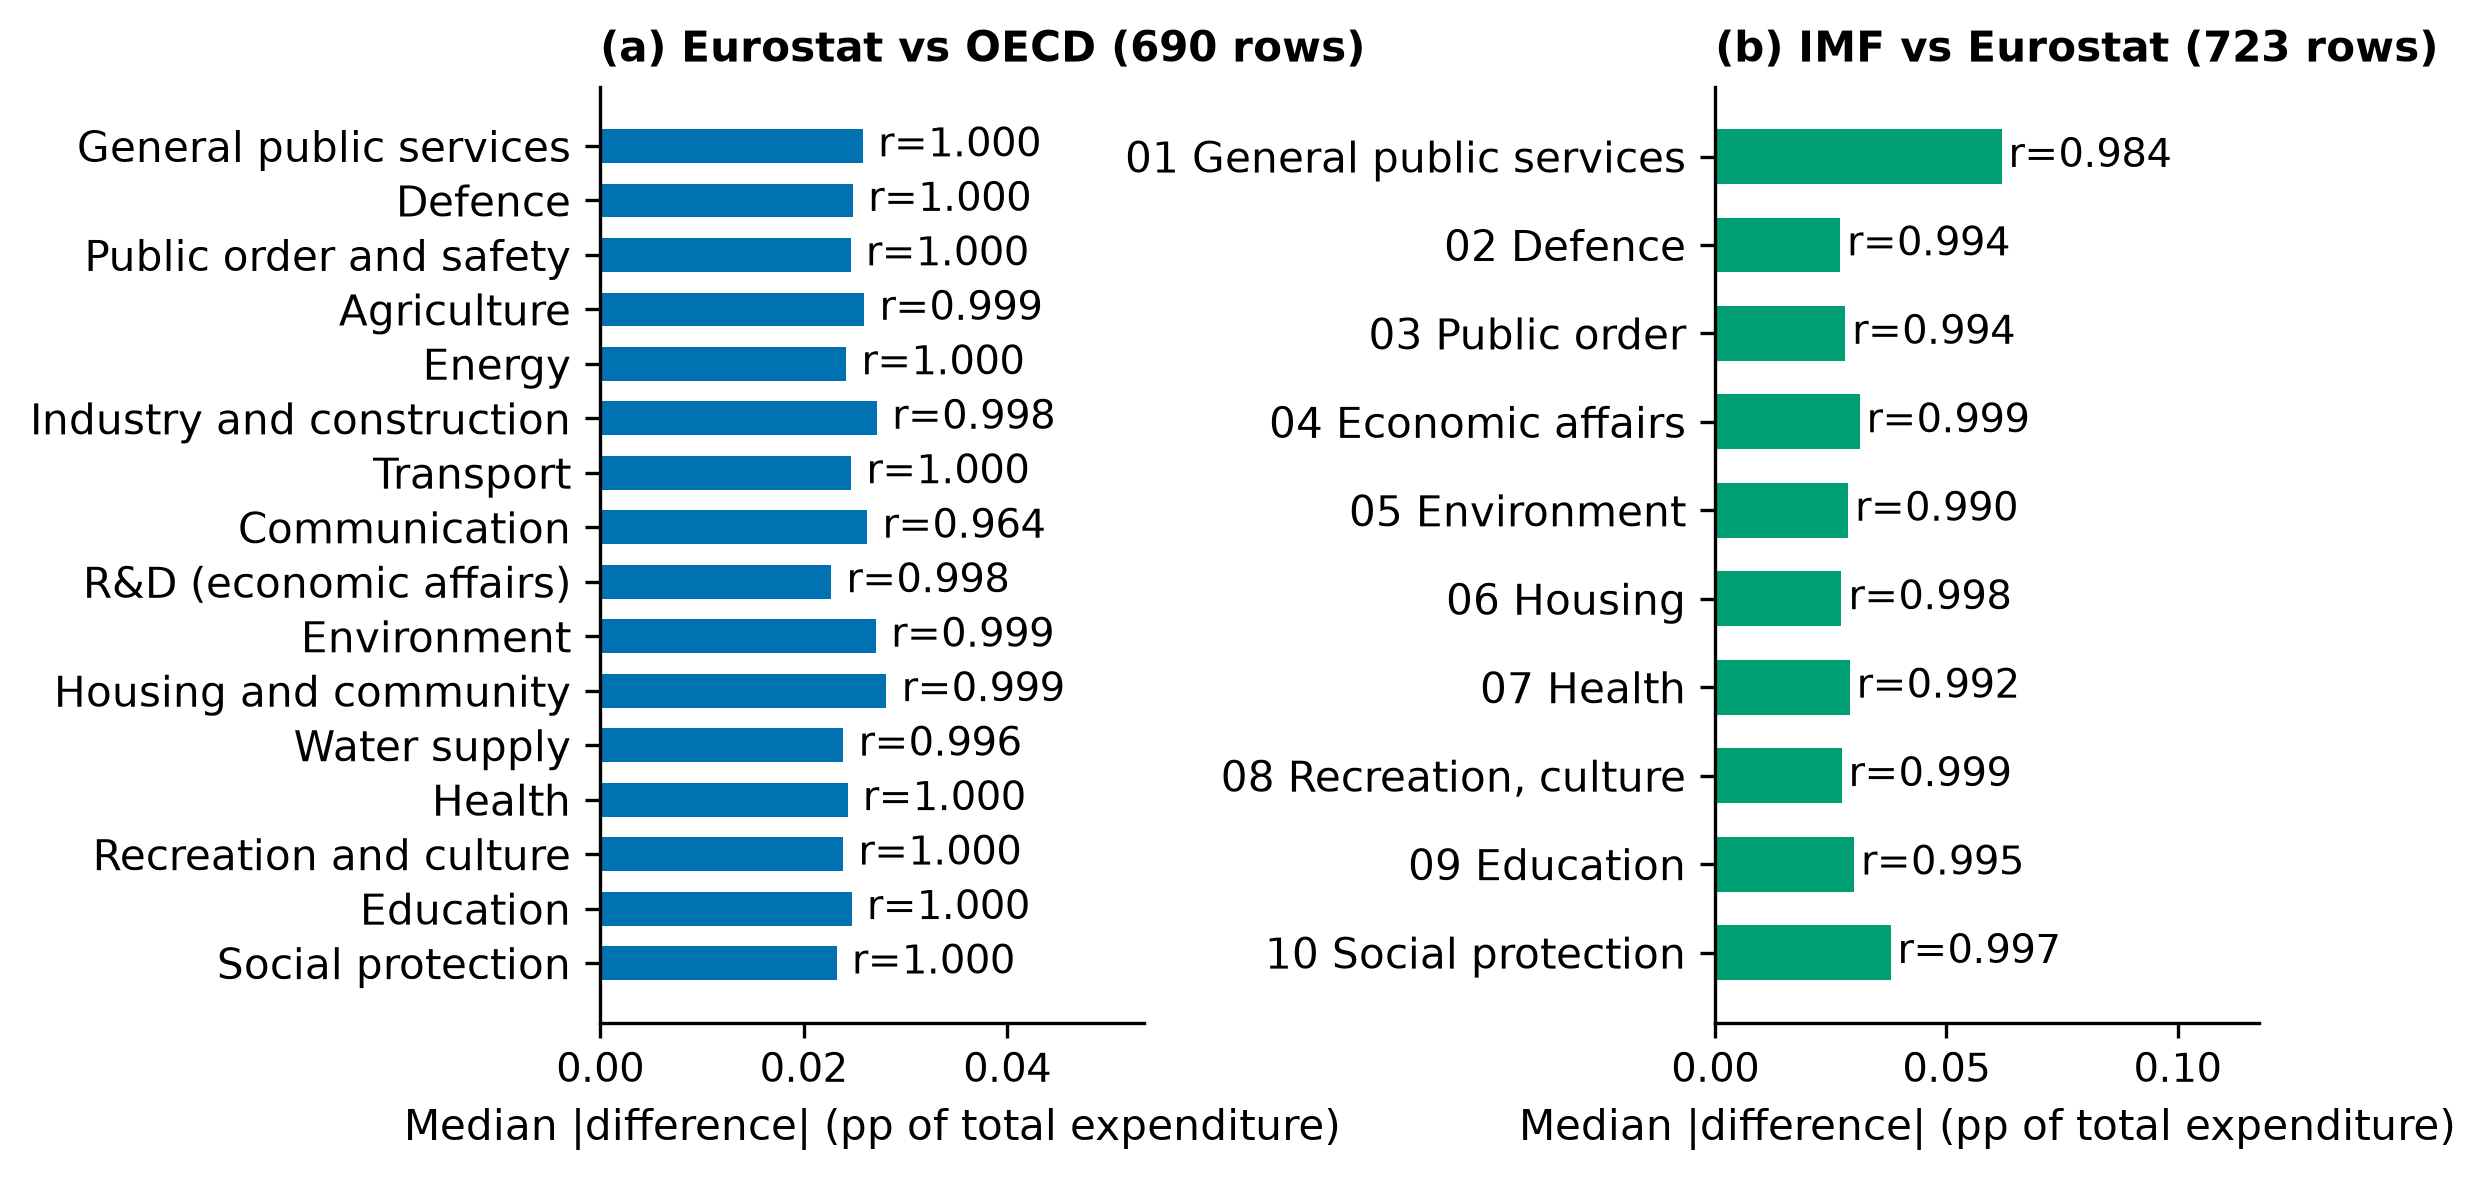 (a) Eurostat vs OECD (690 rows)
General public services r=1.000
Defence r=1.000
Public order and safety r=1.000
Agriculture r=0.999
Energy r=1.000
Industry and construction r=0.998
Transport r=1.000
Communication r=0.964
R&D (economic affairs) r=0.998
Environment r=0.999
Housing and community r=0.999
Water supply r=0.996
Health r=1.000
Recreation and culture r=1.000
Education r=1.000
Social protection r=1.000
0.00 0.02 0.04
Median |difference| (pp of total expenditure)
(b) IMF vs Eurostat (723 rows)
01 General public services r=0.984
02 Defence r=0.994
03 Public order r=0.994
04 Economic affairs r=0.999
05 Environment r=0.990
06 Housing r=0.998
07 Health r=0.992
08 Recreation, culture r=0.999
09 Education r=0.995
10 Social protection r=0.997
0.00 0.05 0.10
Median |difference| (pp of total expenditure)